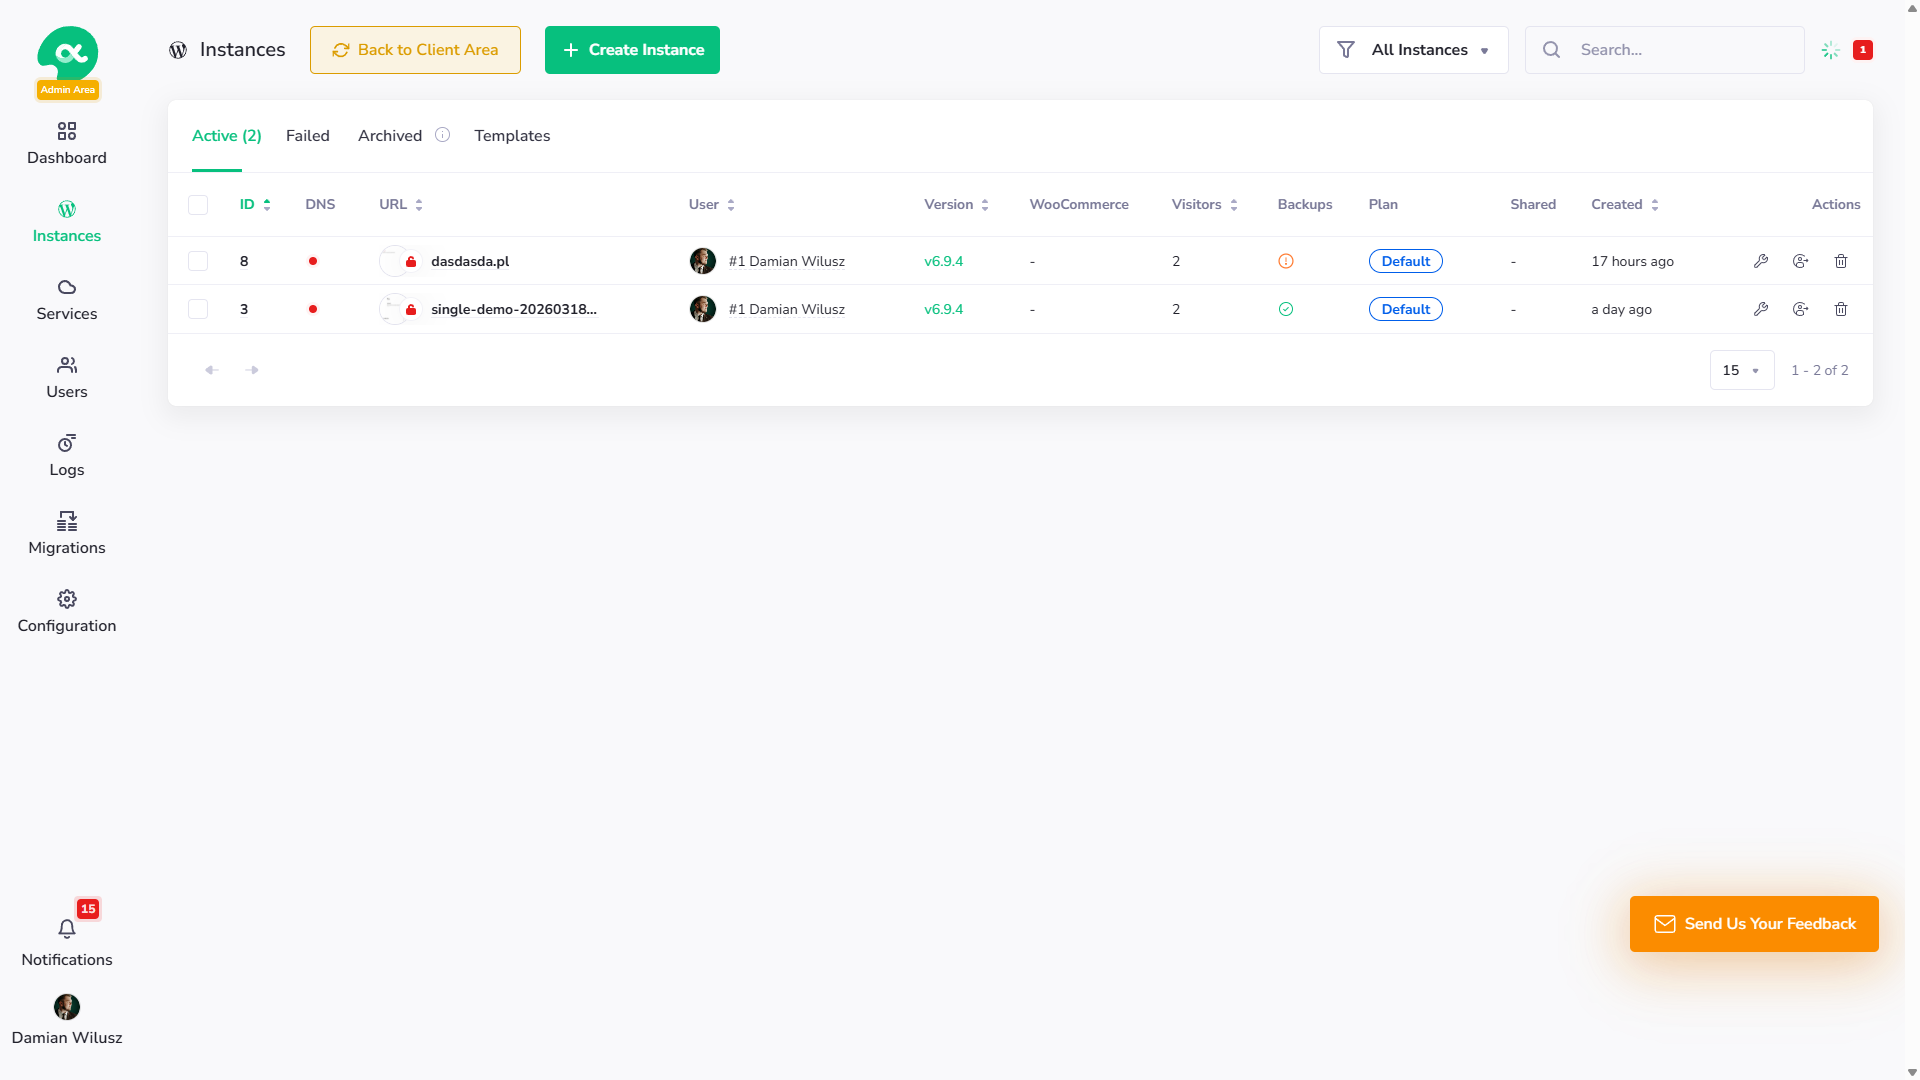 Admin Area
Dashboard
Instances
Services
Users
Logs
Migrations
Configuration
15
Notifications
Damian Wilusz
Instances
Back to Client Area
Create Instance
All Instances
Search...
1
Active (2) Failed Archived Templates
ID DNS URL User Version WooCommerce Visitors Backups Plan Shared Created Actions
8 dasdasda.pl #1 Damian Wilusz v6.9.4 - 2 Default - 17 hours ago
3 single-demo-20260318... #1 Damian Wilusz v6.9.4 - 2 Default - a day ago
15 1 - 2 of 2
Send Us Your Feedback